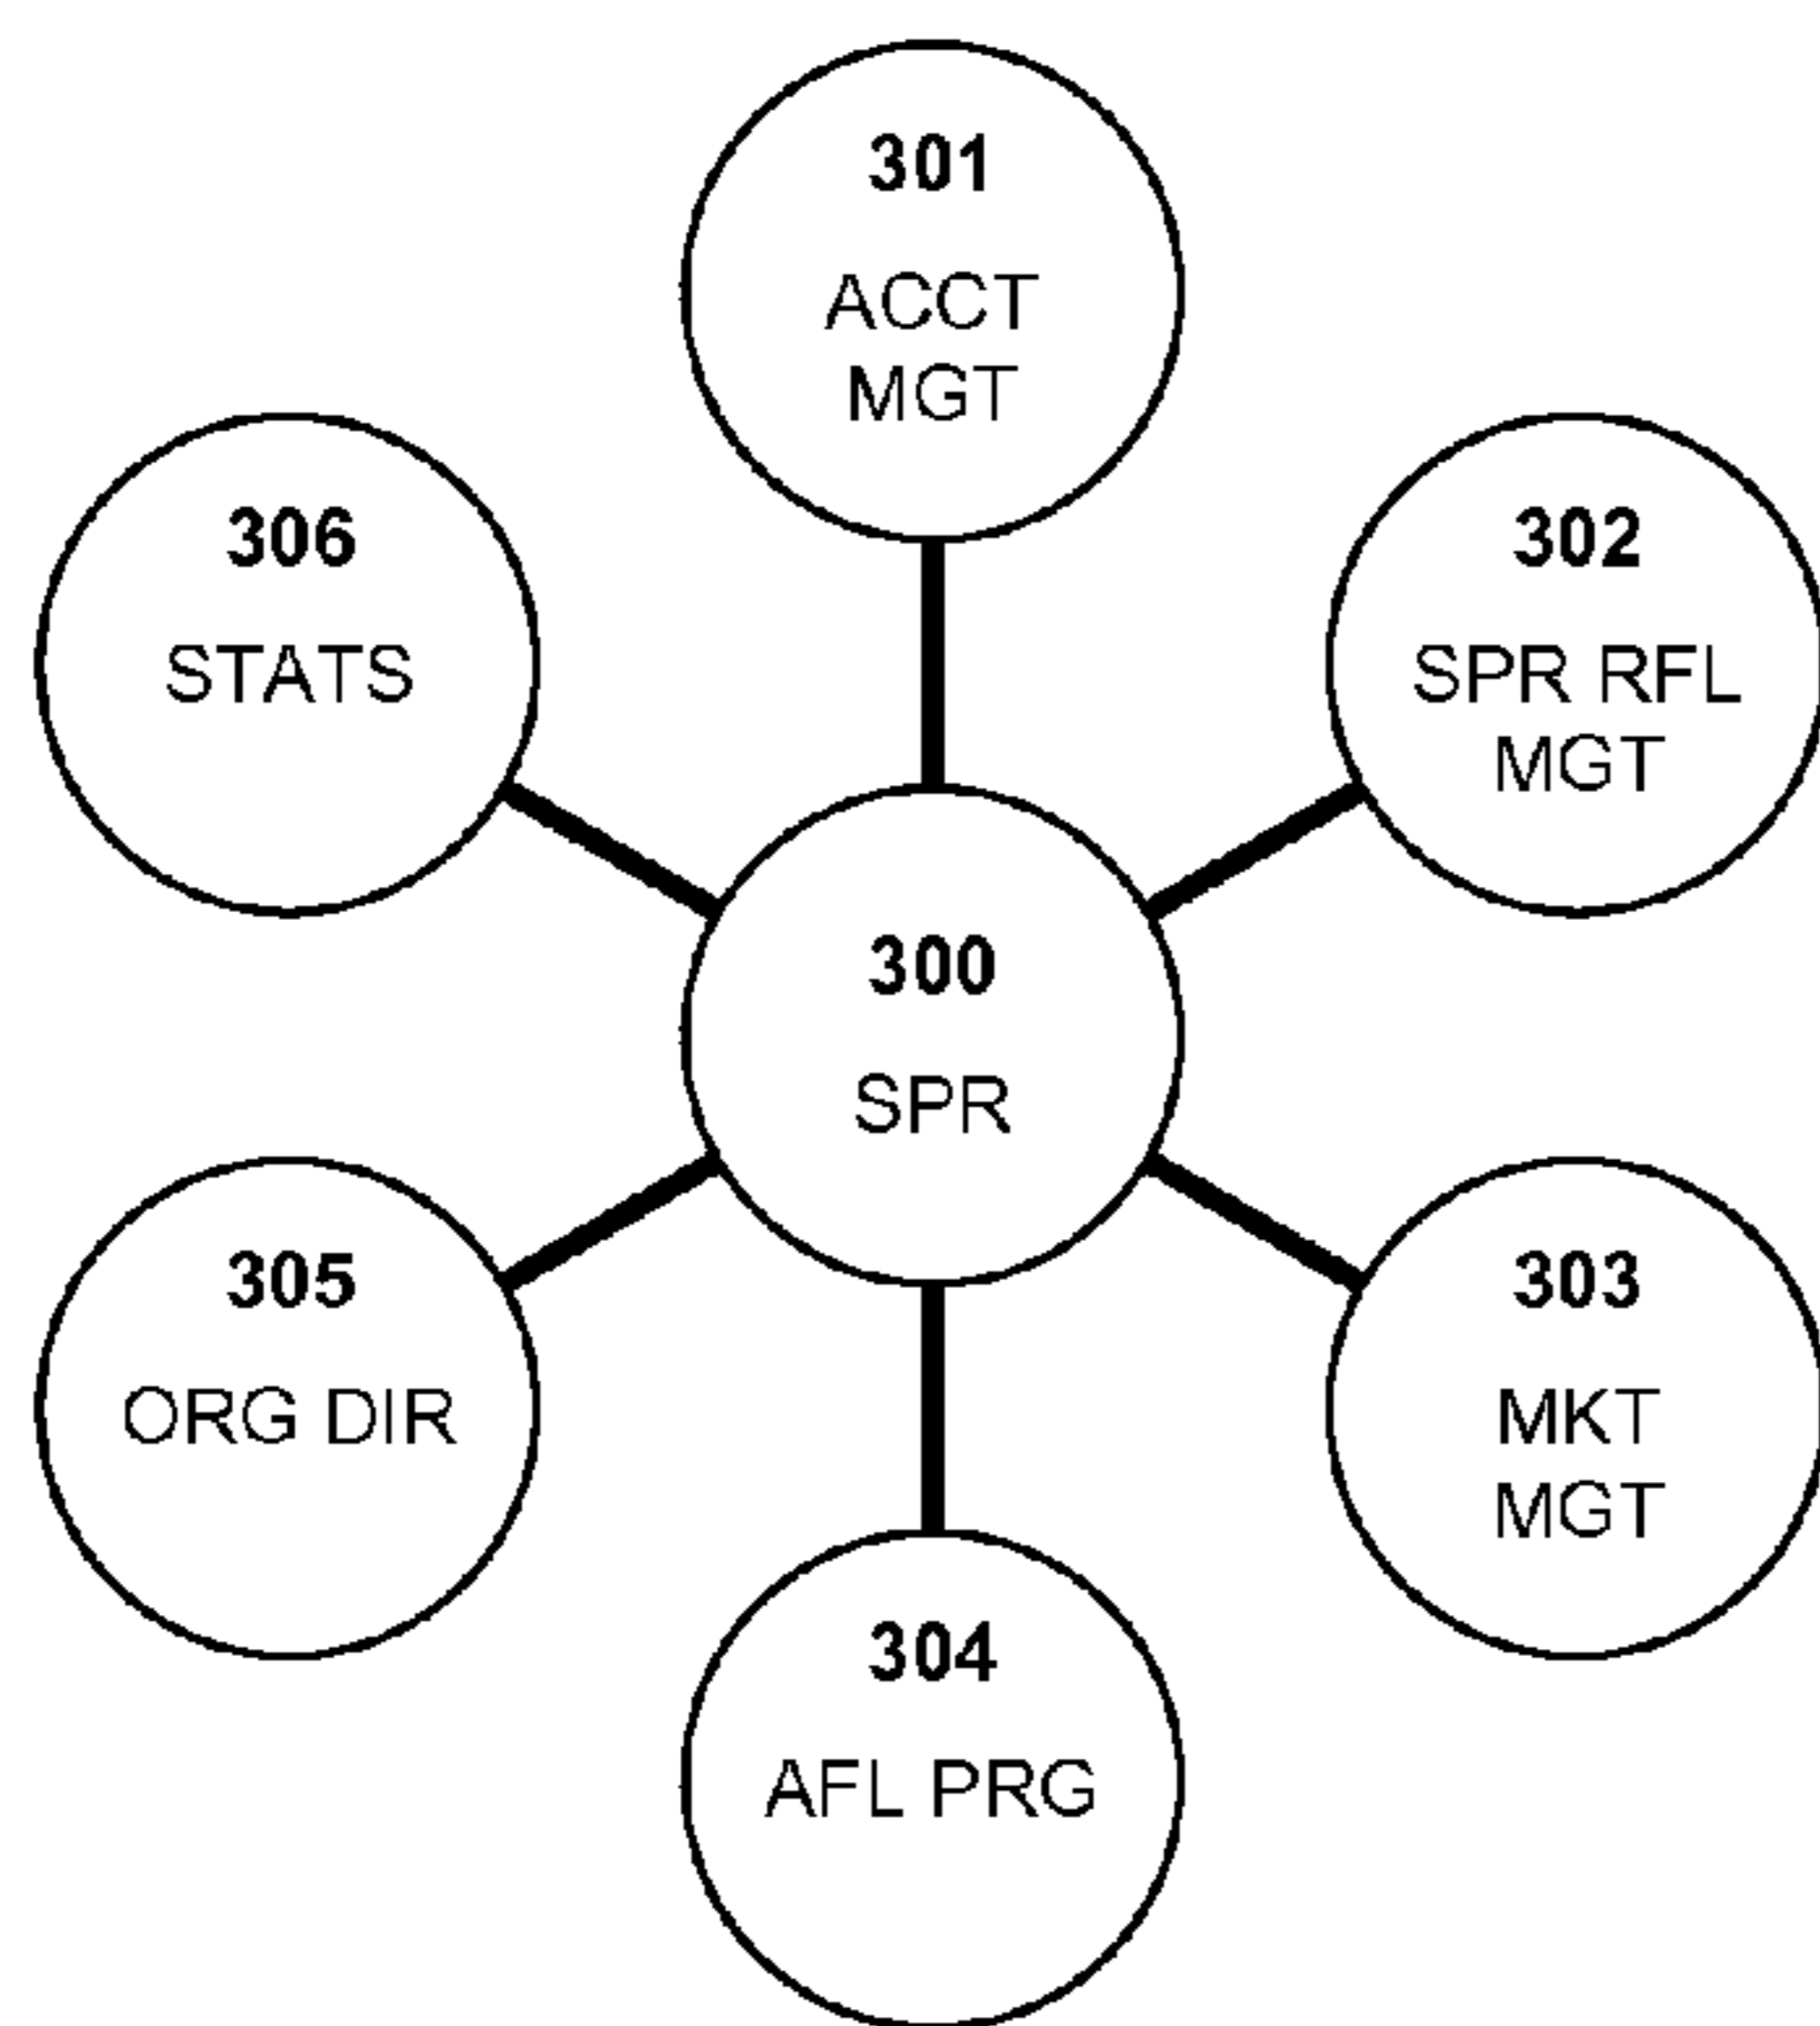 301
ACCT
MGT
306
STATS
302
SPR RFL
MGT
300
SPR
305
ORG DIR
303
MKT
MGT
304
AFL PRG